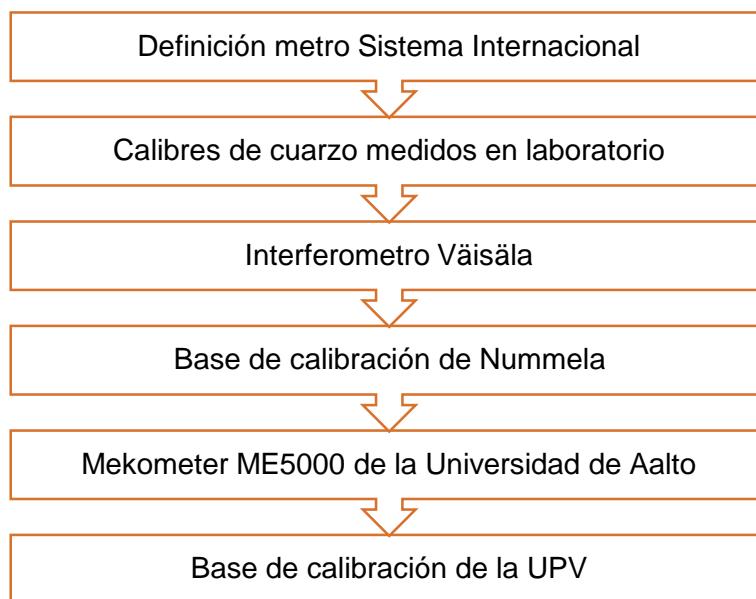 Definición metro Sistema Internacional
Calibres de cuarzo medidos en laboratorio
Interferometro Väisäla
Base de calibración de Nummela
Mekometer ME5000 de la Universidad de Aalto
Base de calibración de la UPV